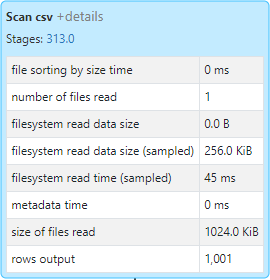 Scan csv +details
Stages: 313.0
file sorting by size time 0 ms
number of files read 1
filesystem read data size 0.0 B
filesystem read data size (sampled) 256.0 KiB
filesystem read time (sampled) 45 ms
metadata time 0 ms
size of files read 1024.0 KiB
rows output 1,001